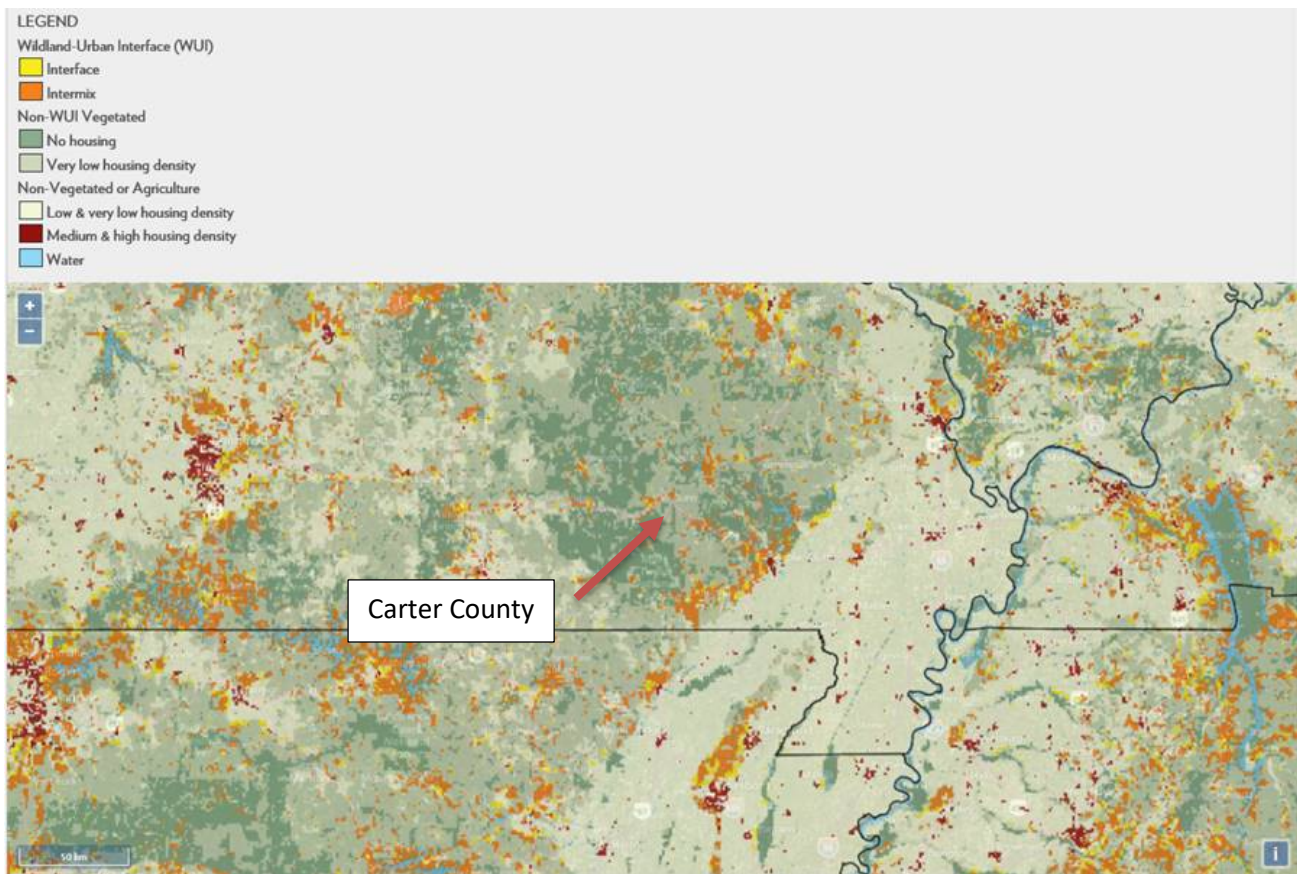 LEGEND
Wildland-Urban Interface (WUI)
Interface
Intermix
Non-WUI Vegetated
No housing
Very low housing density
Non-Vegetated or Agriculture
Low & very low housing density
Medium & high housing density
Water
+
−
Carter County
50 km
i